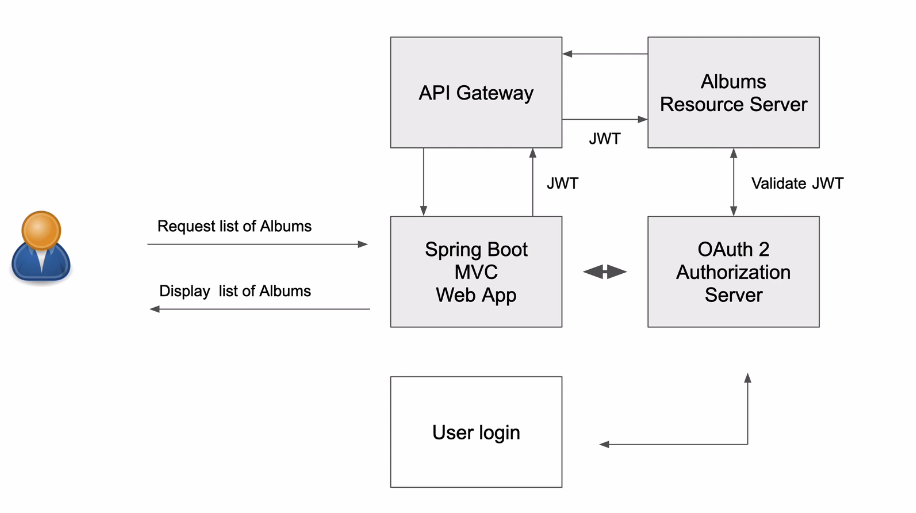 API Gateway
Albums
Resource Server
JWT
JWT
Validate JWT
Request list of Albums
Display list of Albums
Spring Boot
MVC
Web App
OAuth 2
Authorization
Server
User login